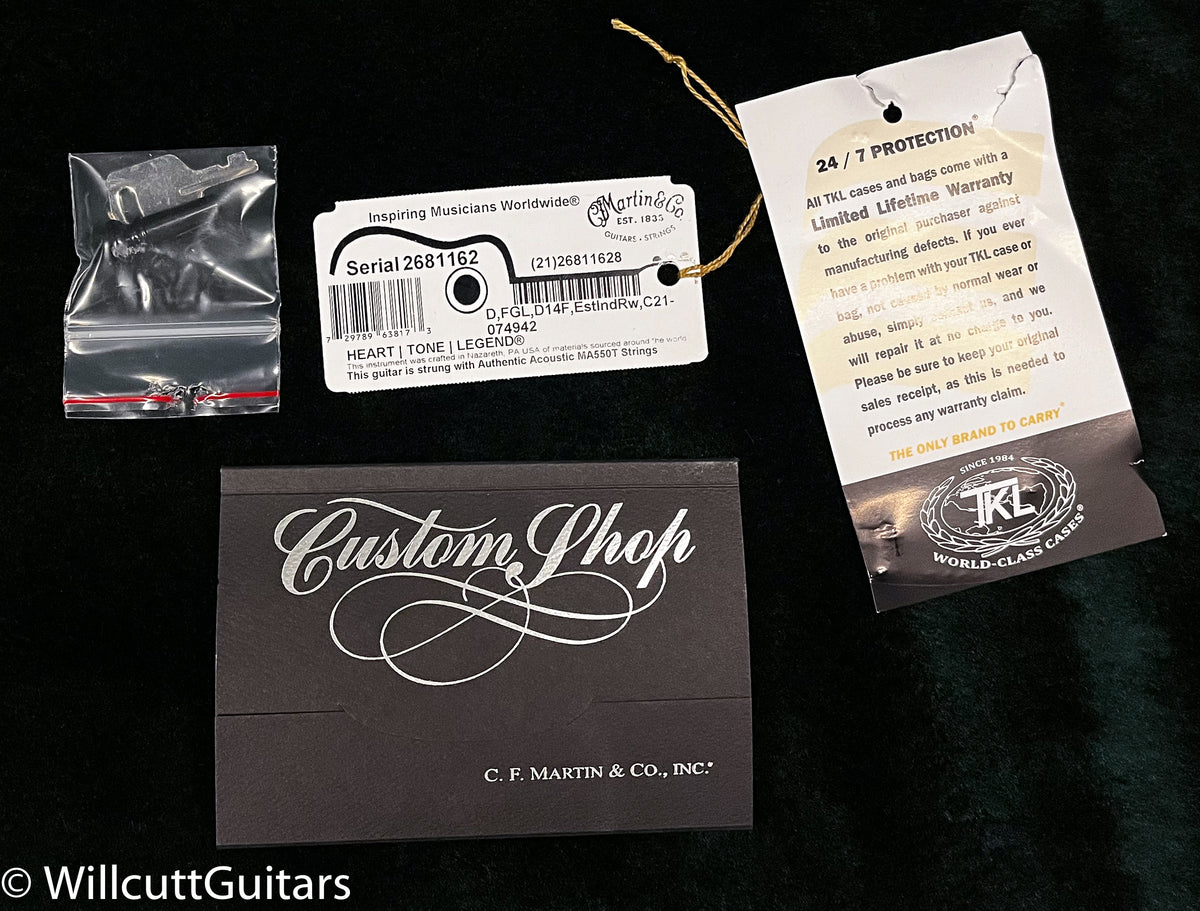 Inspiring Musicians Worldwide®
CF Martin & Co.
EST. 1833
GUITARS • STRINGS
Serial 2681162
(21)26811628
7 29789 63817 3
D,FGL,D14F,EstIndRw,C21-
074942
HEART | TONE | LEGEND®
This instrument was crafted in Nazareth, PA USA of materials sourced around the world
This guitar is strung with Authentic Acoustic MA550T Strings
24 / 7 PROTECTION®
All TKL cases and bags come with a
Limited Lifetime Warranty
to the original purchaser against
manufacturing defects. If you ever
have a problem with your TKL case or
bag, not caused by normal wear or
abuse, simply contact us, and we
will repair it at no charge to you.
Please be sure to keep your original
sales receipt, as this is needed to
process any warranty claim.
THE ONLY BRAND TO CARRY®
SINCE 1984
TKL
WORLD-CLASS CASES®
Custom Shop
C. F. MARTIN & CO., INC.®
© WillcuttGuitars